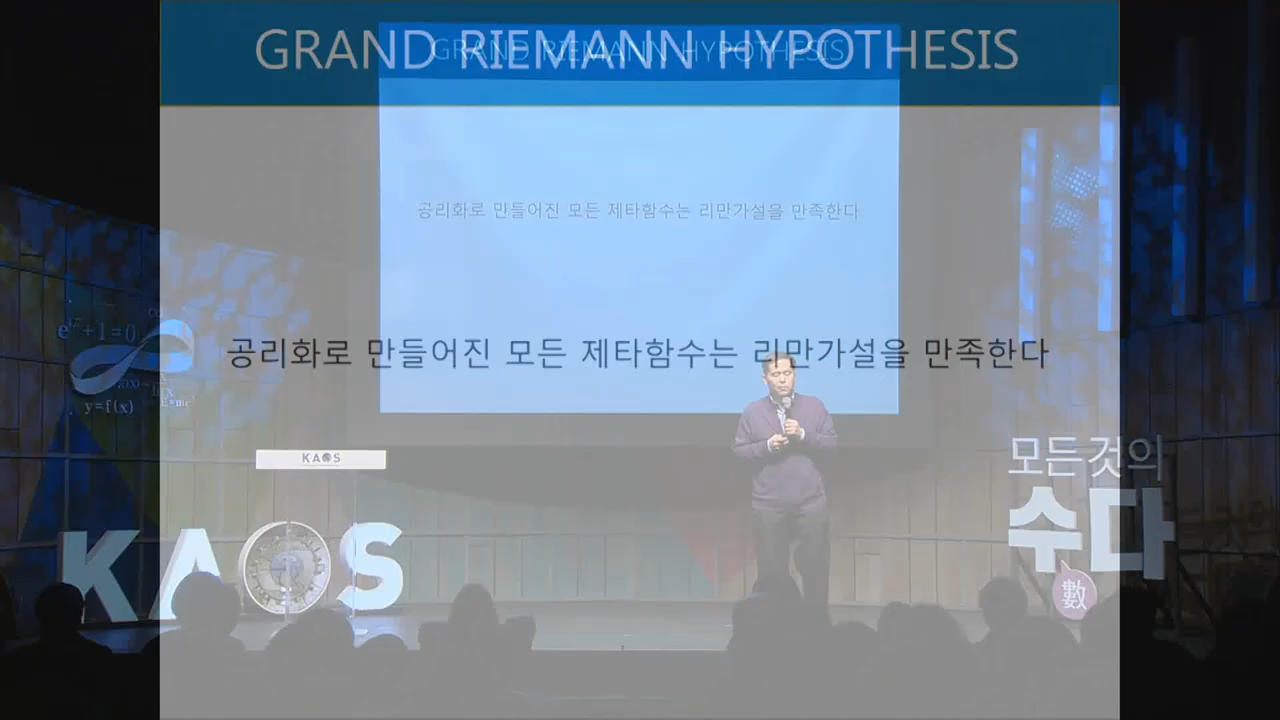 GRAND RIEMANN HYPOTHESIS
GRAND RIEMANN HYPOTHESIS
공리화로 만들어진 모든 제타함수는 리만가설을 만족한다
공리화로 만들어진 모든 제타함수는 리만가설을 만족한다
y=f(x)
KAOS
KAOS
모든것의
수다
數